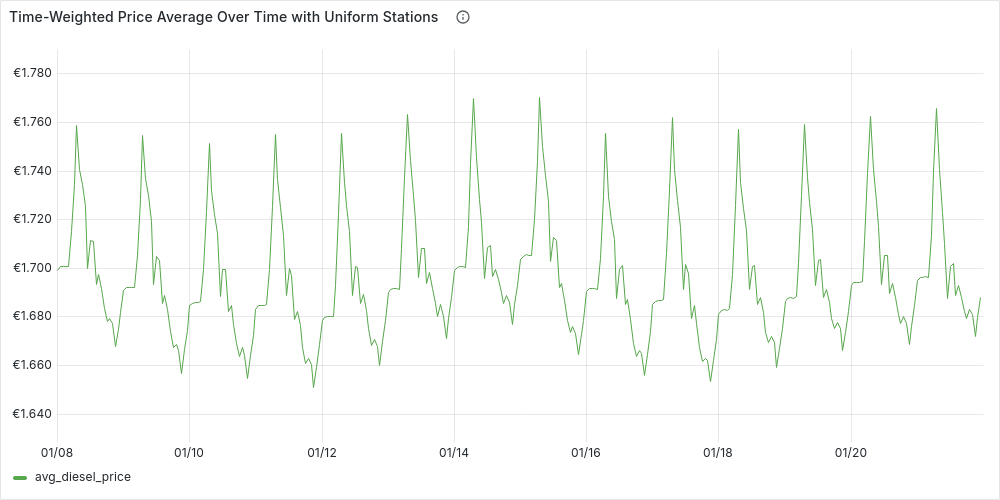 Time-Weighted Price Average Over Time with Uniform Stations
€1.780
€1.760
€1.740
€1.720
€1.700
€1.680
€1.660
€1.640
01/08 01/10 01/12 01/14 01/16 01/18 01/20
avg_diesel_price